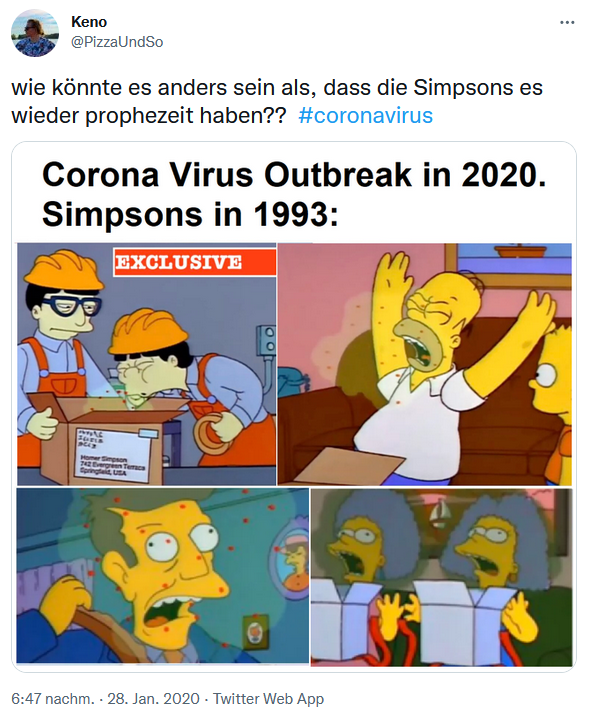 Keno
@PizzaUndSo
wie könnte es anders sein als, dass die Simpsons es
wieder prophezeit haben?? #coronavirus
Corona Virus Outbreak in 2020.
Simpsons in 1993:
EXCLUSIVE
Homer Simpson
742 Evergreen Terrace
Springfield, USA
6:47 nachm. · 28. Jan. 2020 · Twitter Web App